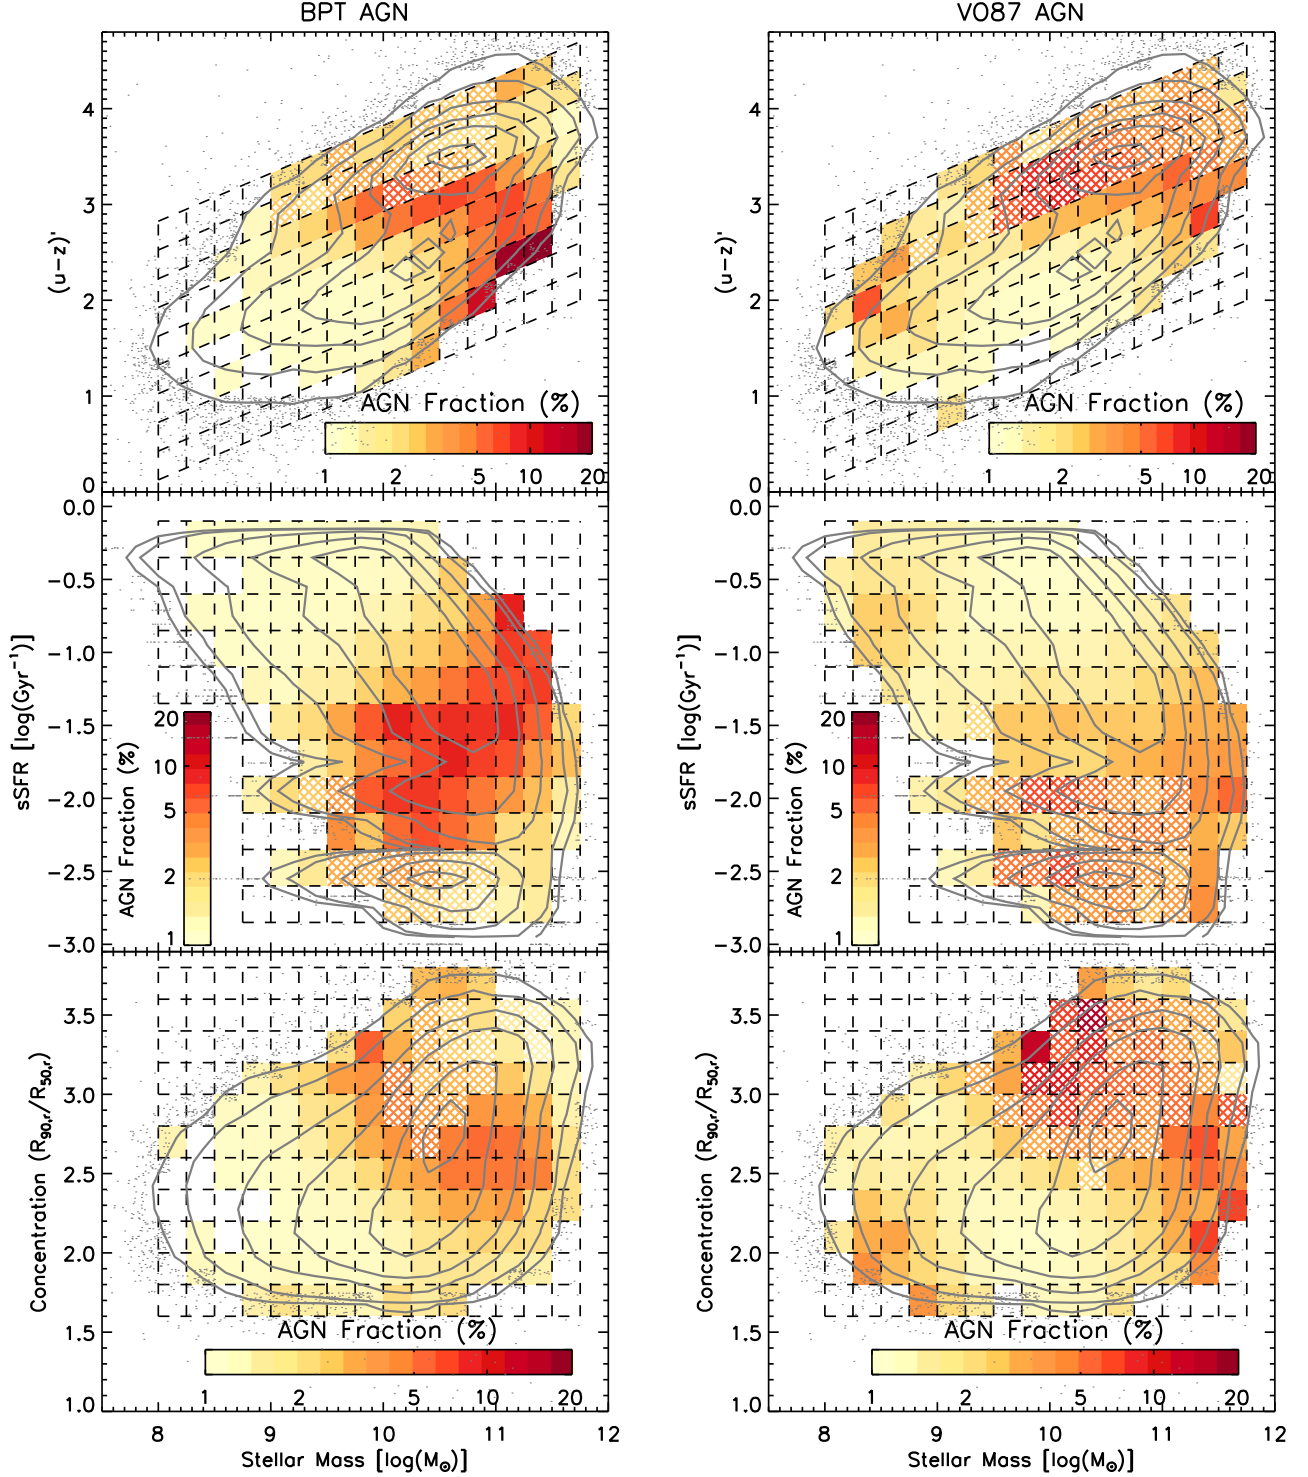 BPT AGN VO87 AGN
4 4
3 3
(u−z)' (u−z)'
2 2
1 1
AGN Fraction (%) AGN Fraction (%)
1 2 5 10 20 1 2 5 10 20
0 0
0.0 0.0
−0.5 −0.5
−1.0 −1.0
sSFR [log(Gyr⁻¹)] sSFR [log(Gyr⁻¹)]
−1.5 −1.5
20 20
10 10
AGN Fraction (%) AGN Fraction (%)
−2.0 −2.0
5 5
−2.5 −2.5
2 2
1 1
−3.0 −3.0
3.5 3.5
3.0 3.0
Concentration (R90,r/R50,r) Concentration (R90,r/R50,r)
2.5 2.5
2.0 2.0
1.5 1.5
AGN Fraction (%) AGN Fraction (%)
1 2 5 10 20 1 2 5 10 20
1.0 1.0
8 9 10 11 12 8 9 10 11 12
Stellar Mass [log(M⊙)] Stellar Mass [log(M⊙)]